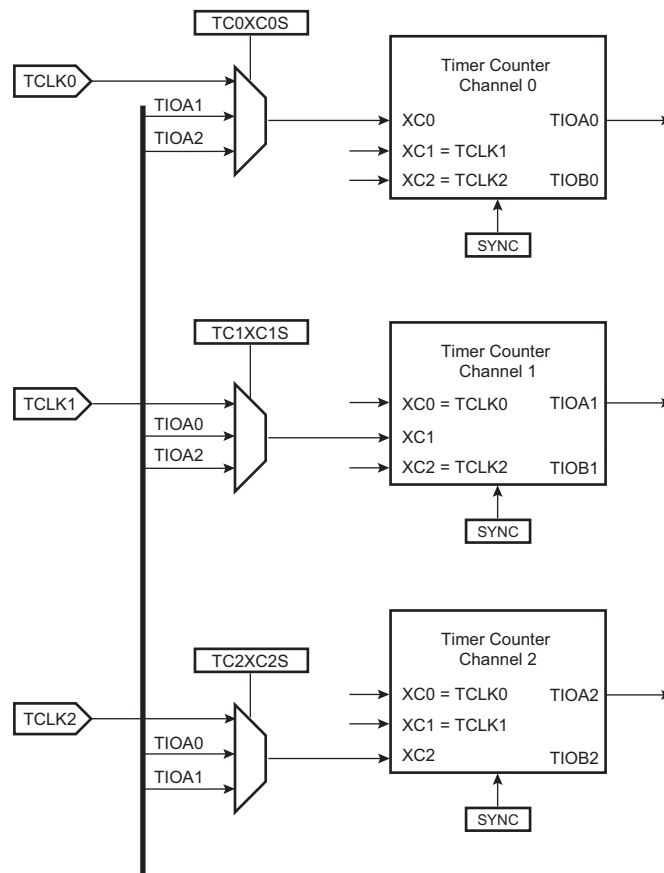 TC0XC0S
TCLK0
TIOA1
TIOA2
Timer Counter
Channel 0
XC0
TIOA0
XC1 = TCLK1
XC2 = TCLK2
TIOB0
SYNC
TC1XC1S
TCLK1
TIOA0
TIOA2
Timer Counter
Channel 1
XC0 = TCLK0
TIOA1
XC1
XC2 = TCLK2
TIOB1
SYNC
TC2XC2S
TCLK2
TIOA0
TIOA1
Timer Counter
Channel 2
XC0 = TCLK0
TIOA2
XC1 = TCLK1
XC2
TIOB2
SYNC